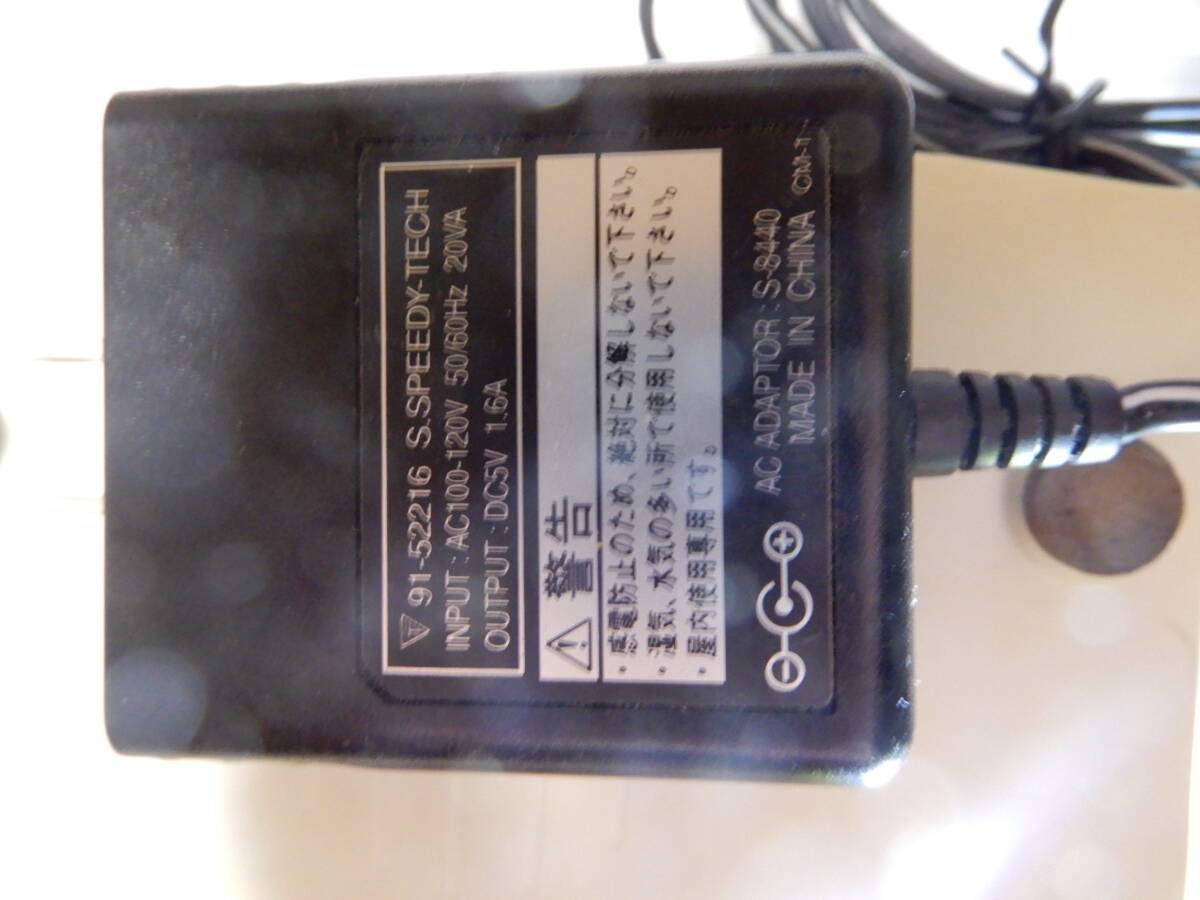 T 91-52216 S.SPEEDY-TECH
INPUT : AC100-120V 50/60Hz 20VA
OUTPUT : DC5V 1.6A
警告
・感電防止のため、絶対に分解しないで下さい。
・湿気、水気の多い所で使用しないで下さい。
・屋内使用専用です。
AC ADAPTOR : S-8440
MADE IN CHINA CM-1